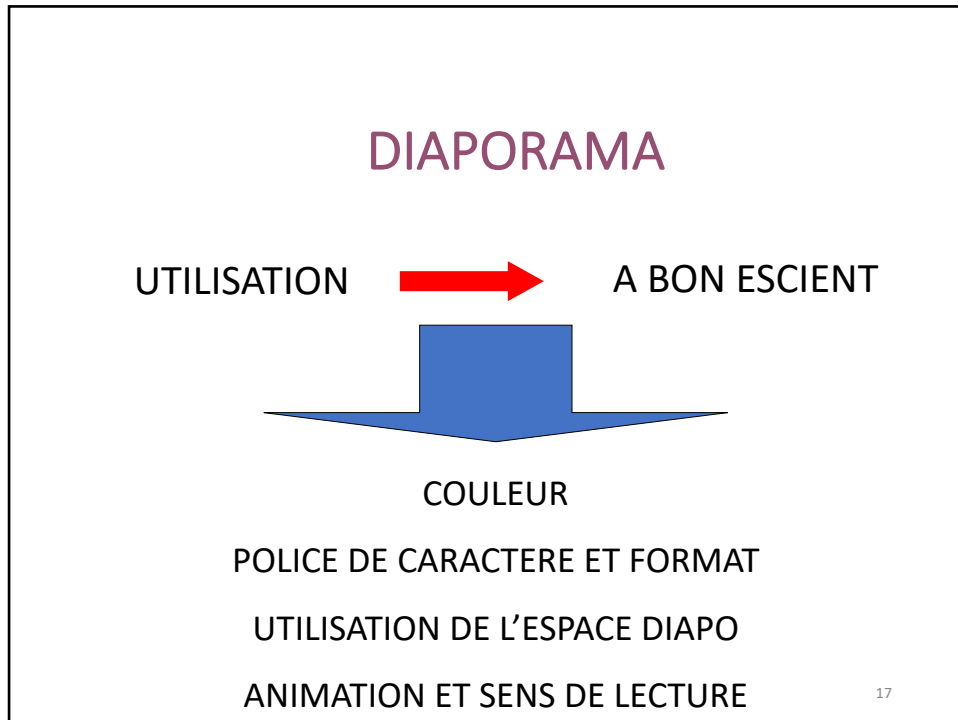 DIAPORAMA
UTILISATION A BON ESCIENT
COULEUR
POLICE DE CARACTERE ET FORMAT
UTILISATION DE L’ESPACE DIAPO
ANIMATION ET SENS DE LECTURE
17